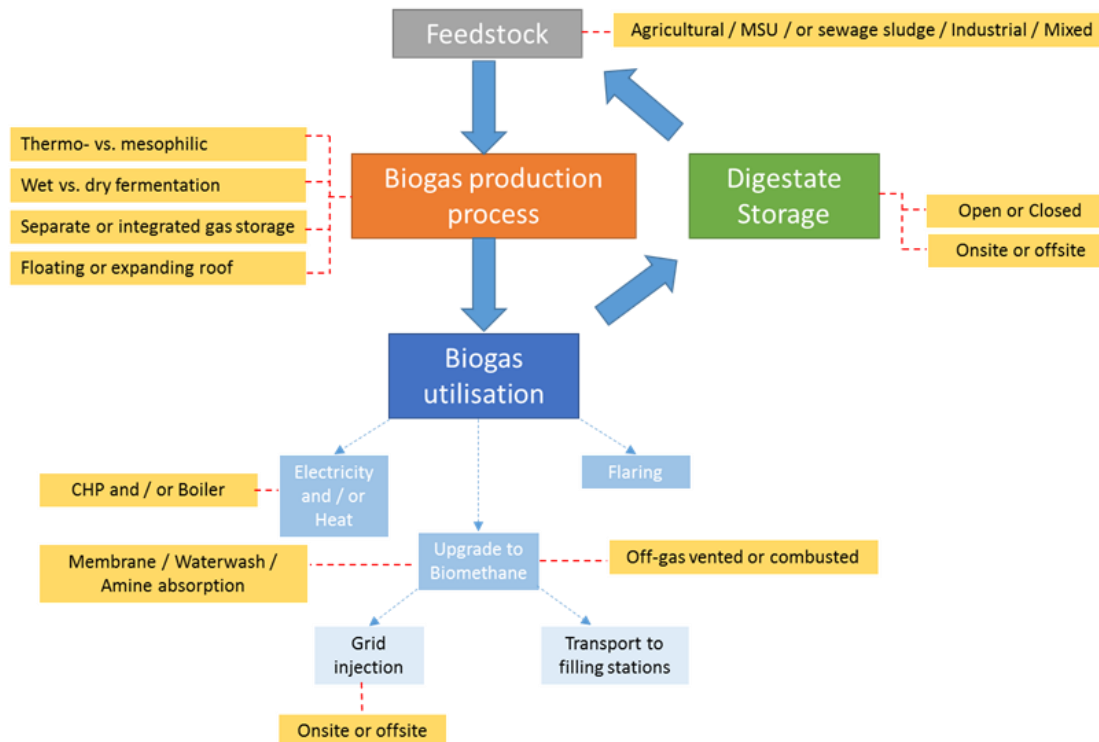 Feedstock
Agricultural / MSU / or sewage sludge / Industrial / Mixed
Thermo- vs. mesophilic
Wet vs. dry fermentation
Separate or integrated gas storage
Floating or expanding roof
Biogas production
process
Digestate
Storage
Open or Closed
Onsite or offsite
Biogas
utilisation
Electricity
and / or
Heat
Flaring
CHP and / or Boiler
Membrane / Waterwash /
Amine absorption
Upgrade to
Biomethane
Off-gas vented or combusted
Grid
injection
Transport to
filling stations
Onsite or offsite